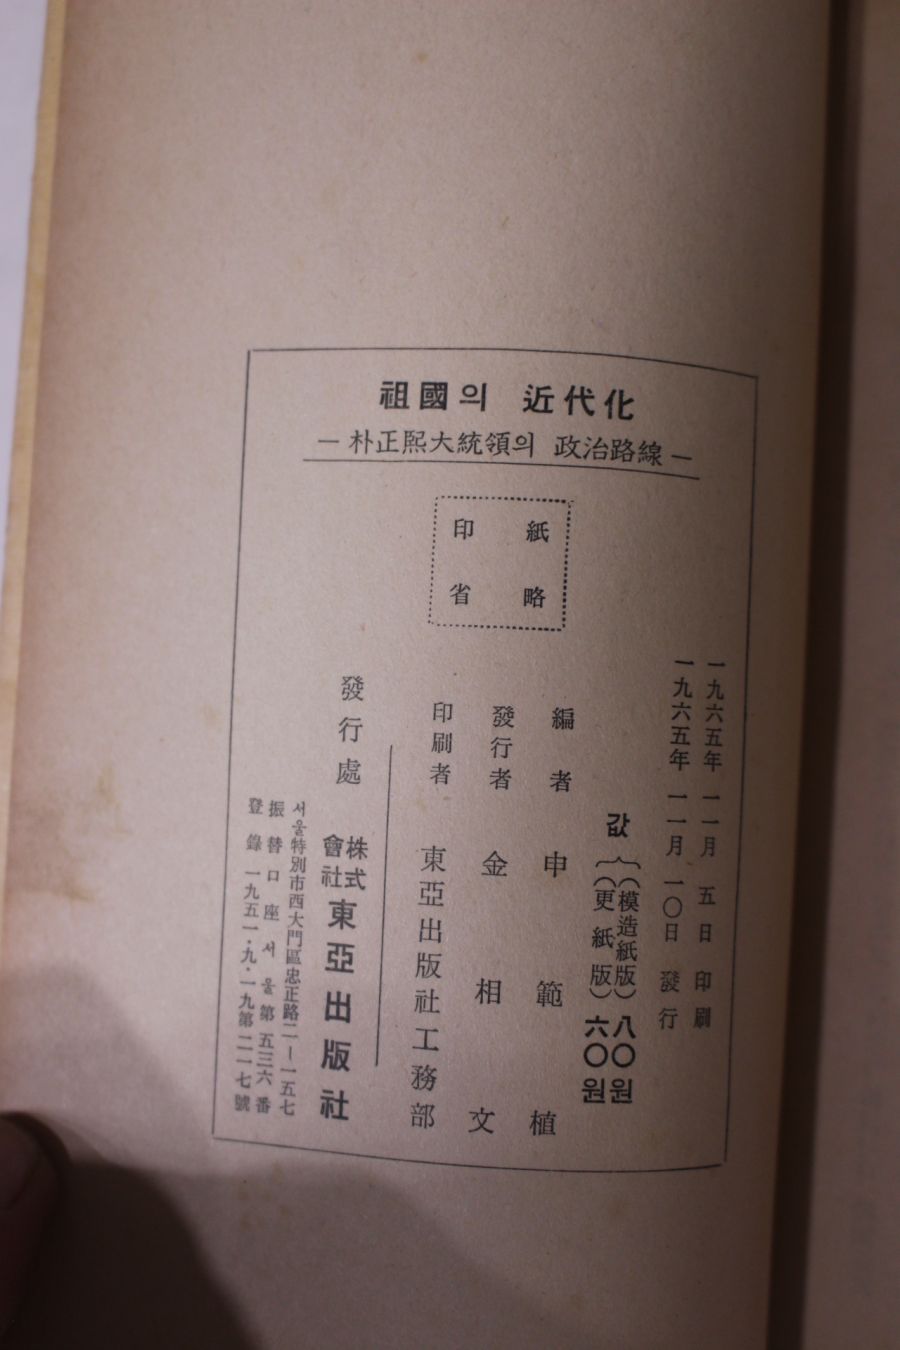 祖國의 近代化
─朴正熙大統領의 政治路線─
紙略
印省
一九六五年 一一月 五日 印刷
一九六五年 一一月 一〇日 發行
값 (模造紙版) 八〇〇원
(更紙版) 六〇〇원
編者 申範植
發行者 金相文
印刷者 東亞出版社工務部
發行處 株式會社 東亞出版社
서울特別市西大門區忠正路二─一五七
振替口座 서울第五三六番
登錄 一九五一·九·一九第二一七號